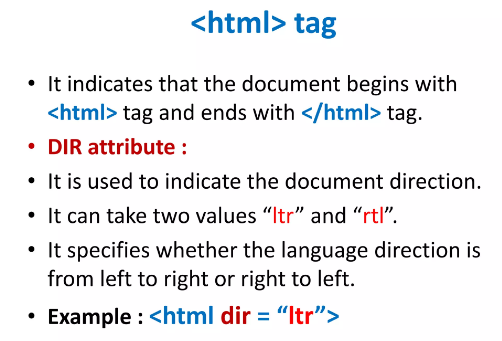 <html> tag
• It indicates that the document begins with
<html> tag and ends with </html> tag.
• DIR attribute :
• It is used to indicate the document direction.
• It can take two values “ltr” and “rtl”.
• It specifies whether the language direction is
from left to right or right to left.
• Example : <html dir = “ltr”>